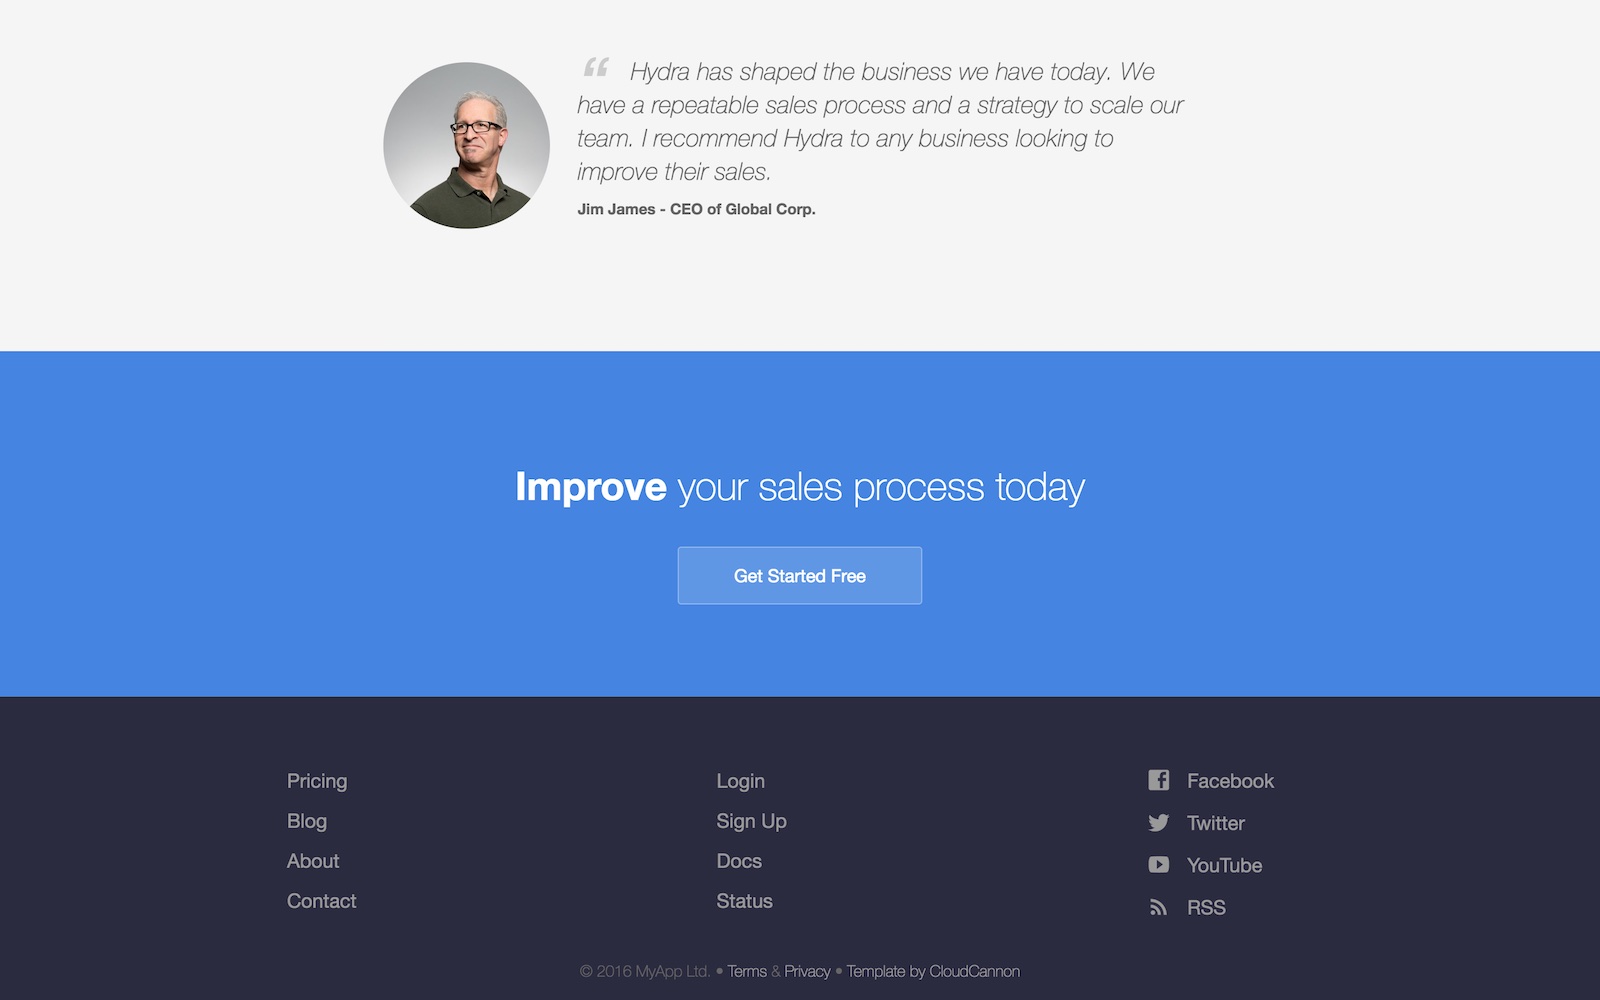 “ Hydra has shaped the business we have today. We
have a repeatable sales process and a strategy to scale our
team. I recommend Hydra to any business looking to
improve their sales.
Jim James - CEO of Global Corp.
Improve your sales process today
Get Started Free
Pricing
Blog
About
Contact
Login
Sign Up
Docs
Status
Facebook
Twitter
YouTube
RSS
© 2016 MyApp Ltd. • Terms & Privacy • Template by CloudCannon